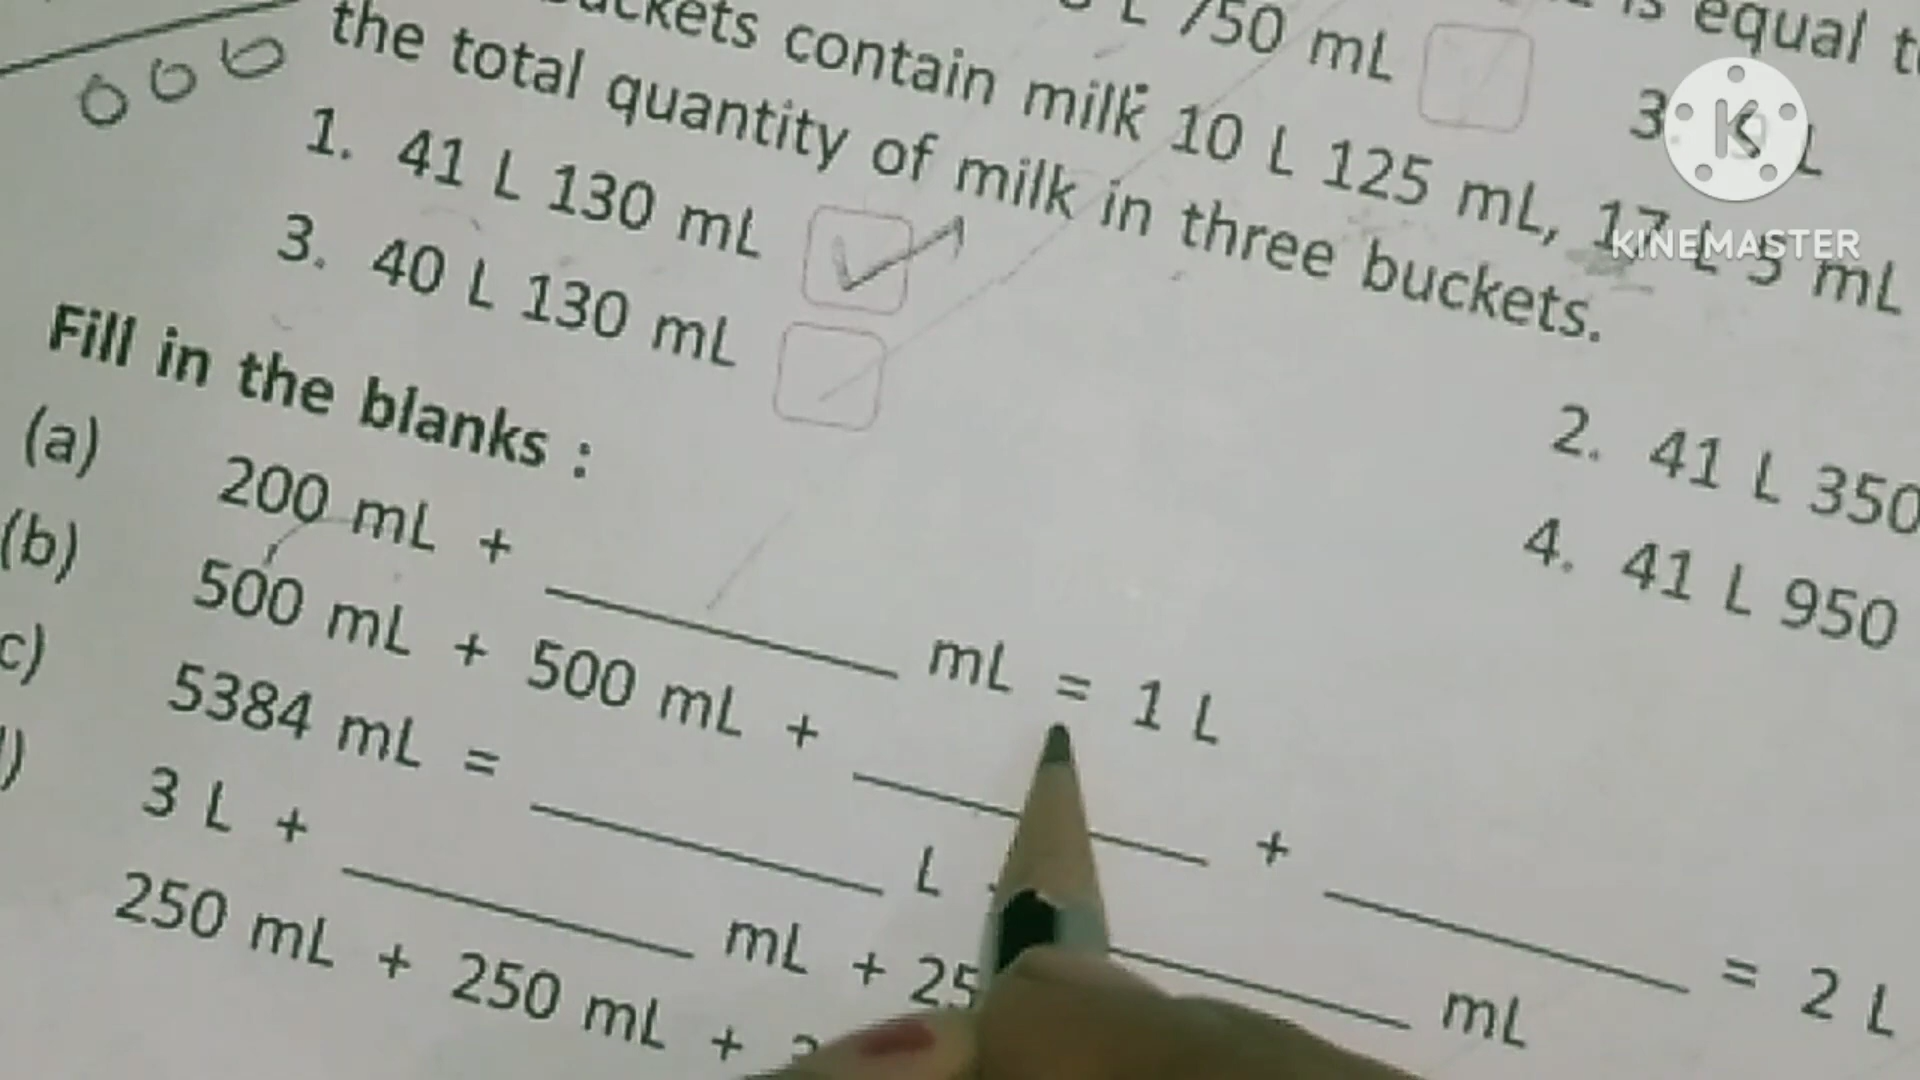 L 750 mL
is equal
3. L
buckets contain milk 10 L 125 mL, 17 L 5 mL
the total quantity of milk in three buckets.
1. 41 L 130 mL
2. 41 L 350
3. 40 L 130 mL
4. 41 L 950
Fill in the blanks :
(a) 200 mL + ______ mL = 1 L
(b) 500 mL + 500 mL + ______ + ______ = 2 L
c) 5384 mL = ______ L ______ mL
) 3 L + ______ mL + 25
250 mL + 250 mL +
K
KINEMASTER